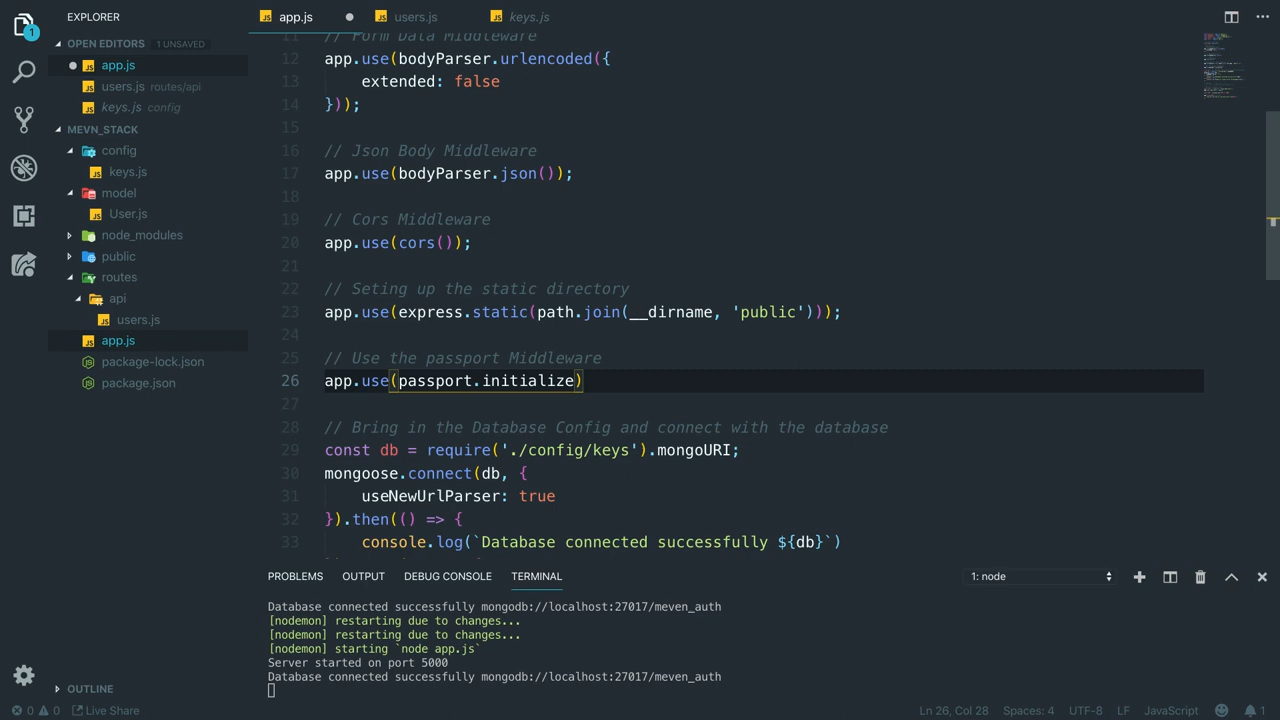 EXPLORER
app.js
users.js
keys.js
OPEN EDITORS 1 UNSAVED
app.js
users.js routes/api
keys.js config
MEVN_STACK
config
keys.js
model
User.js
node_modules
public
routes
api
users.js
app.js
package-lock.json
package.json
OUTLINE
11 // Form Data Middleware
12 app.use(bodyParser.urlencoded({
13 extended: false
14 }));
15
16 // Json Body Middleware
17 app.use(bodyParser.json());
18
19 // Cors Middleware
20 app.use(cors());
21
22 // Seting up the static directory
23 app.use(express.static(path.join(__dirname, 'public')));
24
25 // Use the passport Middleware
26 app.use(passport.initialize)
27
28 // Bring in the Database Config and connect with the database
29 const db = require('./config/keys').mongoURI;
30 mongoose.connect(db, {
31 useNewUrlParser: true
32 }).then(() => {
33 console.log(`Database connected successfully ${db}`)
PROBLEMS OUTPUT DEBUG CONSOLE TERMINAL 1: node
Database connected successfully mongodb://localhost:27017/meven_auth
[nodemon] restarting due to changes...
[nodemon] restarting due to changes...
[nodemon] starting `node app.js`
Server started on port 5000
Database connected successfully mongodb://localhost:27017/meven_auth
1
0 0 Live Share Ln 26, Col 28 Spaces: 4 UTF-8 LF JavaScript 1